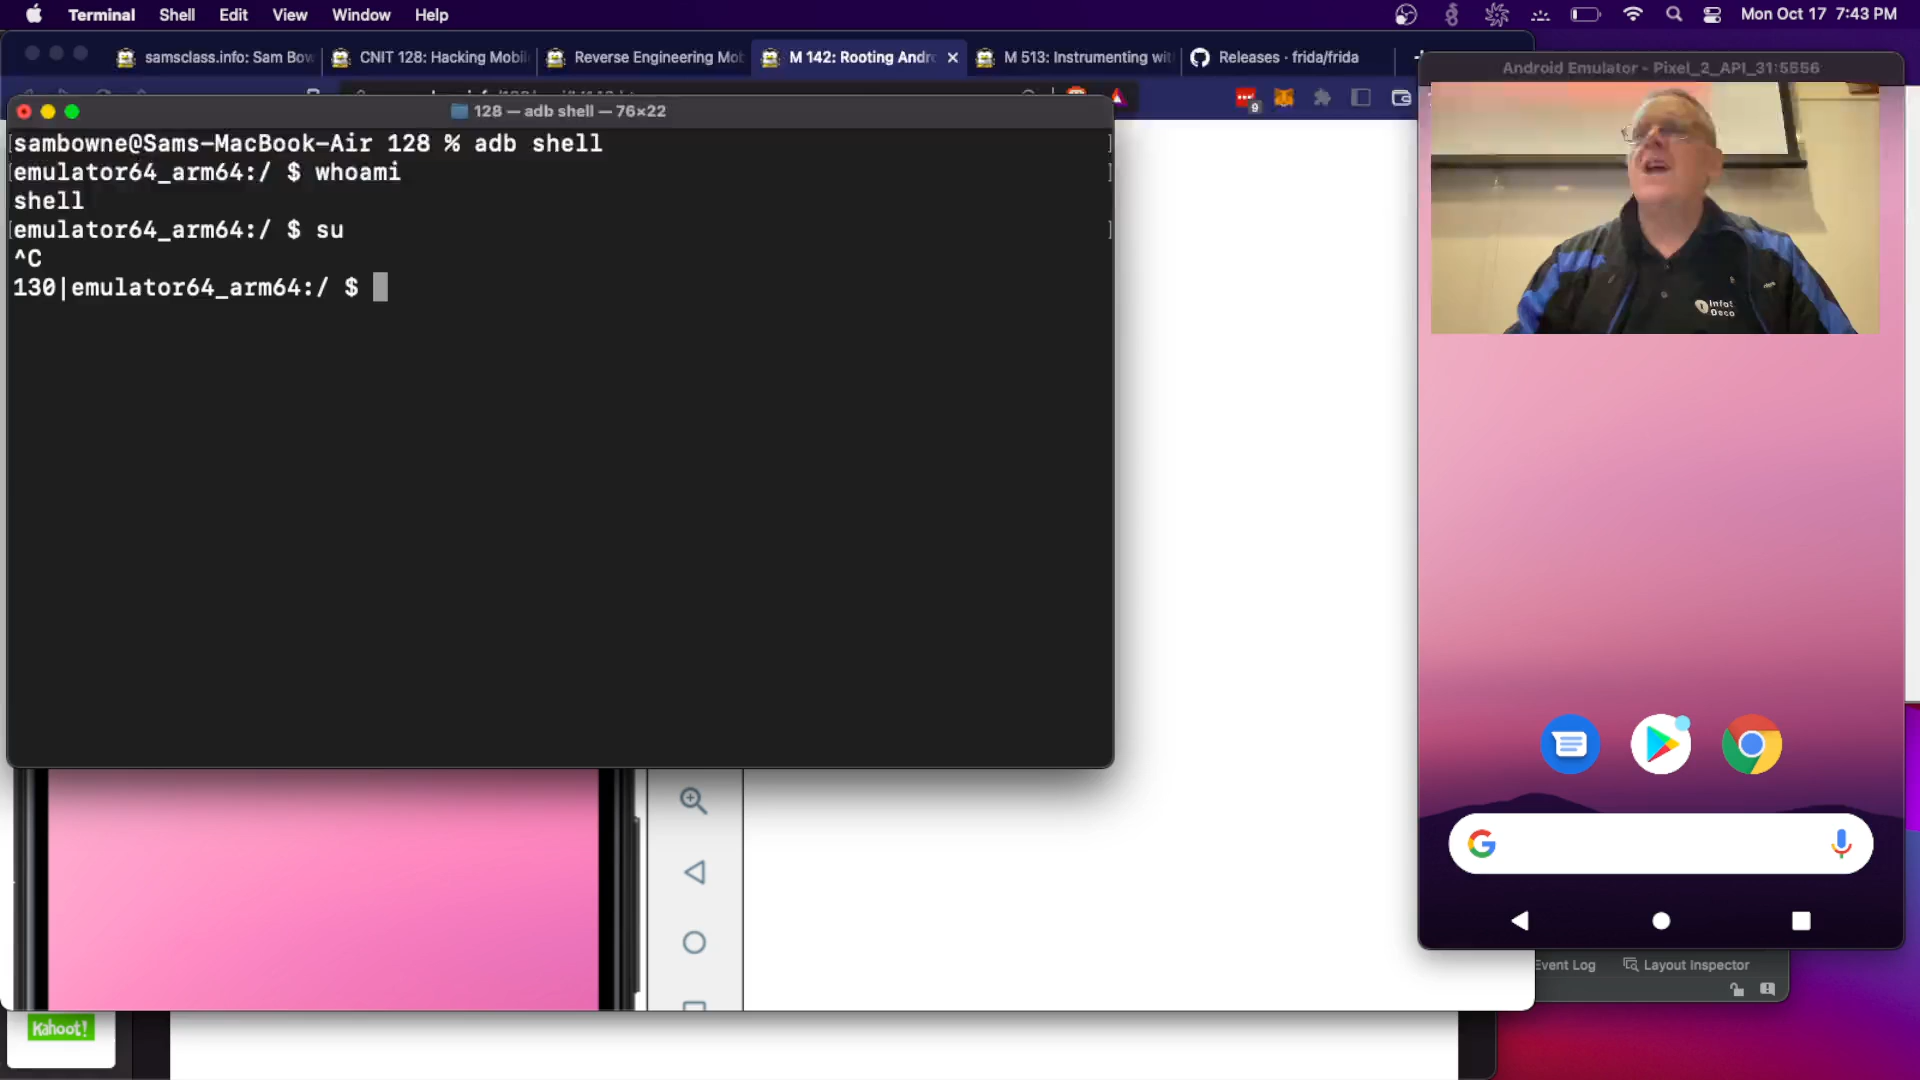 Terminal Shell Edit View Window Help Mon Oct 17 7:43 PM
samsclass.info: Sam Bow CNIT 128: Hacking Mobil Reverse Engineering Mo M 142: Rooting Andr M 513: Instrumenting wit Releases · frida/frida
Android Emulator - Pixel_2_API_31:5556
9
128 — adb shell — 76×22
[sambowne@Sams-MacBook-Air 128 % adb shell ]
[emulator64_arm64:/ $ whoami ]
shell
[emulator64_arm64:/ $ su ]
^C
130|emulator64_arm64:/ $
Event Log Layout Inspector
Kahoot!